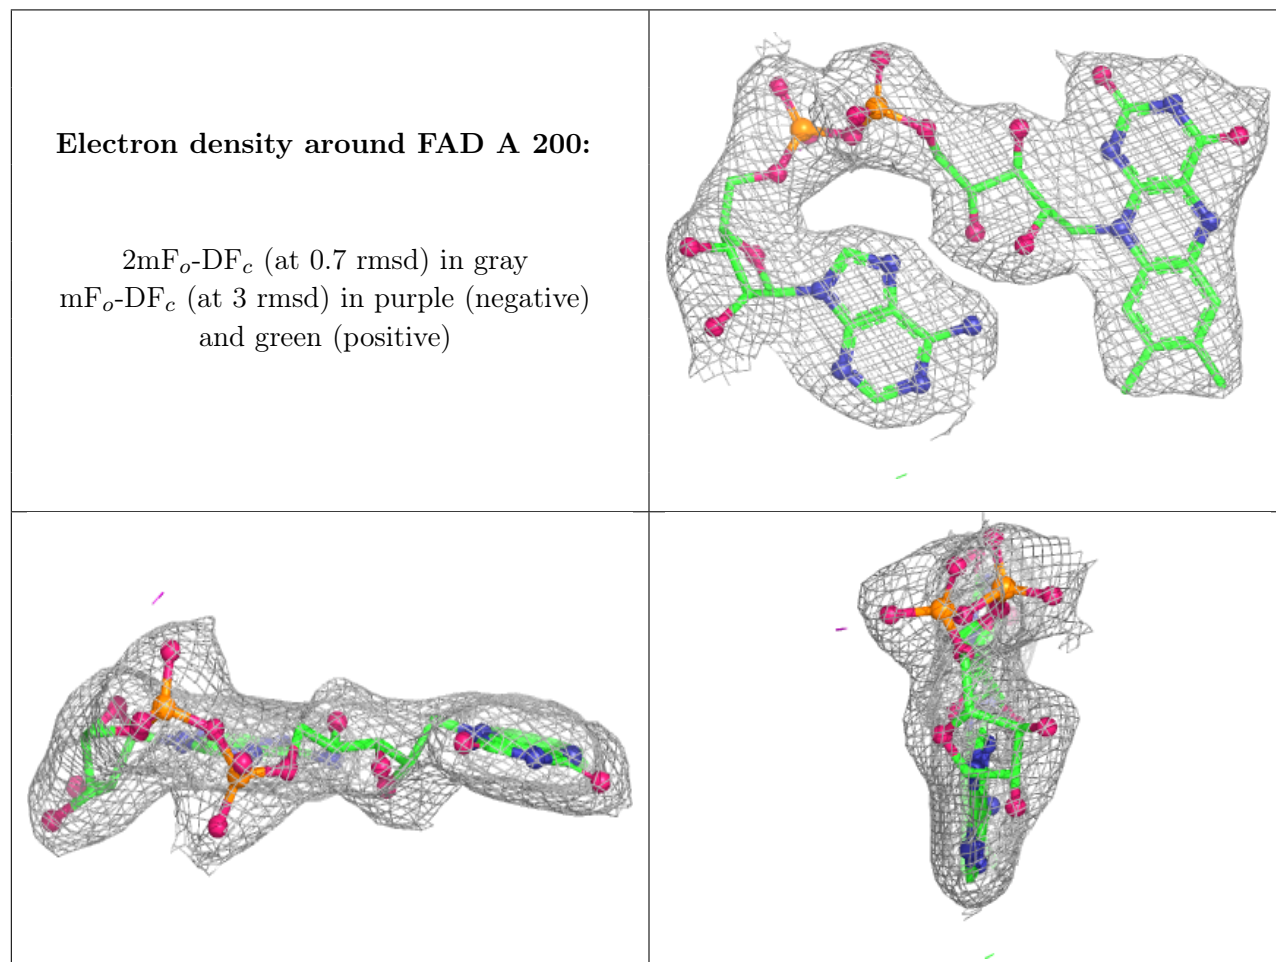 Electron density around FAD A 200:
2mFo-DFc (at 0.7 rmsd) in gray
mFo-DFc (at 3 rmsd) in purple (negative)
and green (positive)